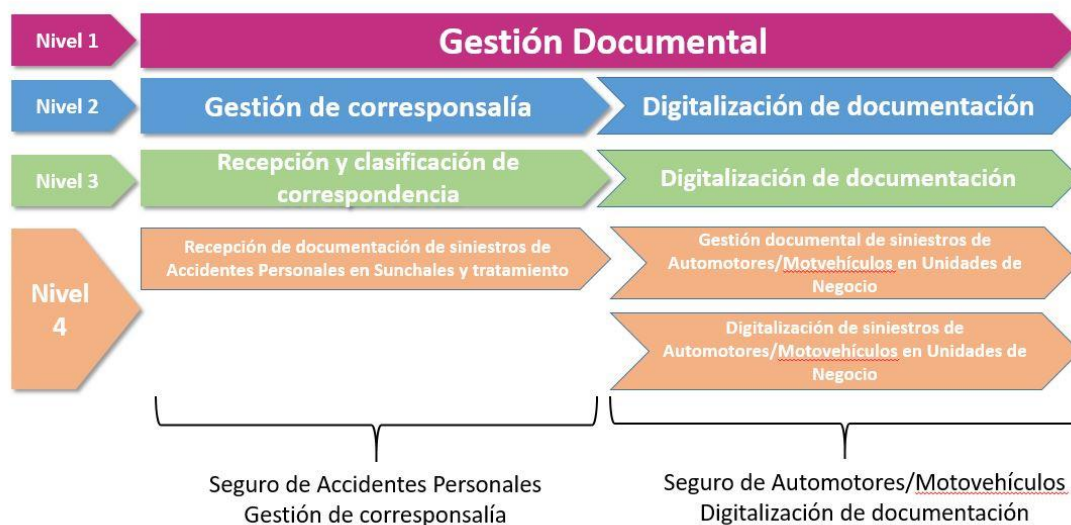 Nivel 1
Gestión Documental
Nivel 2
Gestión de corresponsalía
Digitalización de documentación
Nivel 3
Recepción y clasificación de
correspondencia
Digitalización de documentación
Nivel
4
Recepción de documentación de siniestros de
Accidentes Personales en Sunchales y tratamiento
Gestión documental de siniestros de
Automotores/Motvehículos en Unidades de
Negocio
Digitalización de siniestros de
Automotores/Motovehículos en Unidades de
Negocio
Seguro de Accidentes Personales
Gestión de corresponsalía
Seguro de Automotores/Motovehículos
Digitalización de documentación